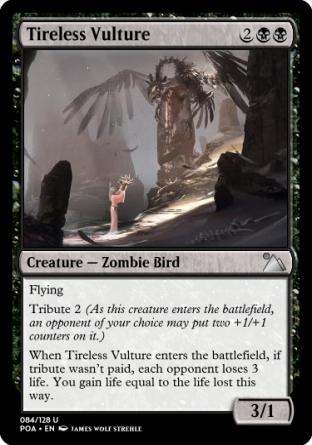 Tireless Vulture 2
Creature — Zombie Bird
Flying
Tribute 2 (As this creature enters the battlefield,
an opponent of your choice may put two +1/+1
counters on it.)
When Tireless Vulture enters the battlefield, if
tribute wasn't paid, each opponent loses 3
life. You gain life equal to the life lost this
way.
3/1
084/128 U
POA • EN JAMES WOLF STREHLE